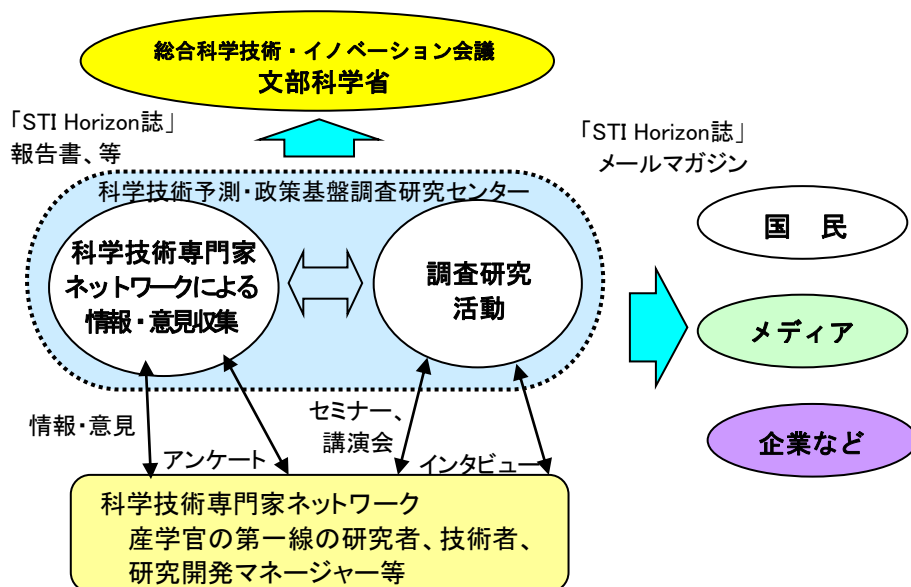 総合科学技術・イノベーション会議
文部科学省
「STI Horizon誌」
報告書、等
「STI Horizon誌」
メールマガジン
科学技術予測・政策基盤調査研究センター
科学技術専門家
ネットワークによる
情報・意見収集
調査研究
活動
国　民
メディア
企業など
情報・意見
アンケート
セミナー、
講演会
インタビュー
科学技術専門家ネットワーク
産学官の第一線の研究者、技術者、
研究開発マネージャー等